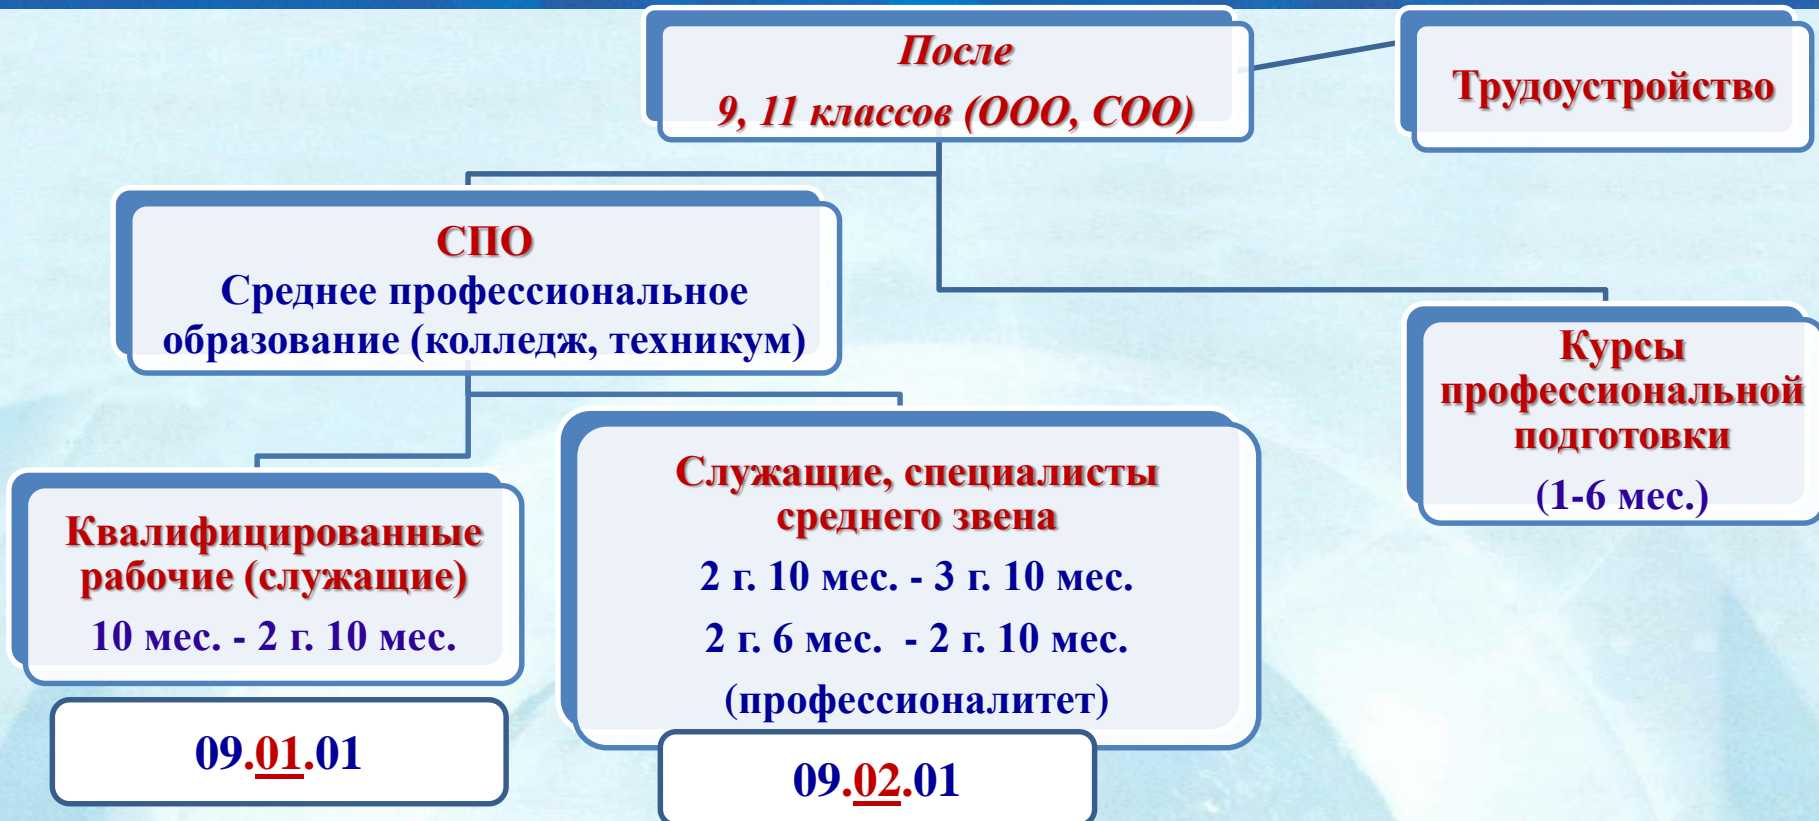 После
9, 11 классов (ООО, СОО)
Трудоустройство
СПО
Среднее профессиональное
образование (колледж, техникум)
Курсы
профессиональной
подготовки
(1-6 мес.)
Квалифицированные
рабочие (служащие)
10 мес. - 2 г. 10 мес.
09.01.01
Служащие, специалисты
среднего звена
2 г. 10 мес. - 3 г. 10 мес.
2 г. 6 мес.  - 2 г. 10 мес.
(профессионалитет)
09.02.01